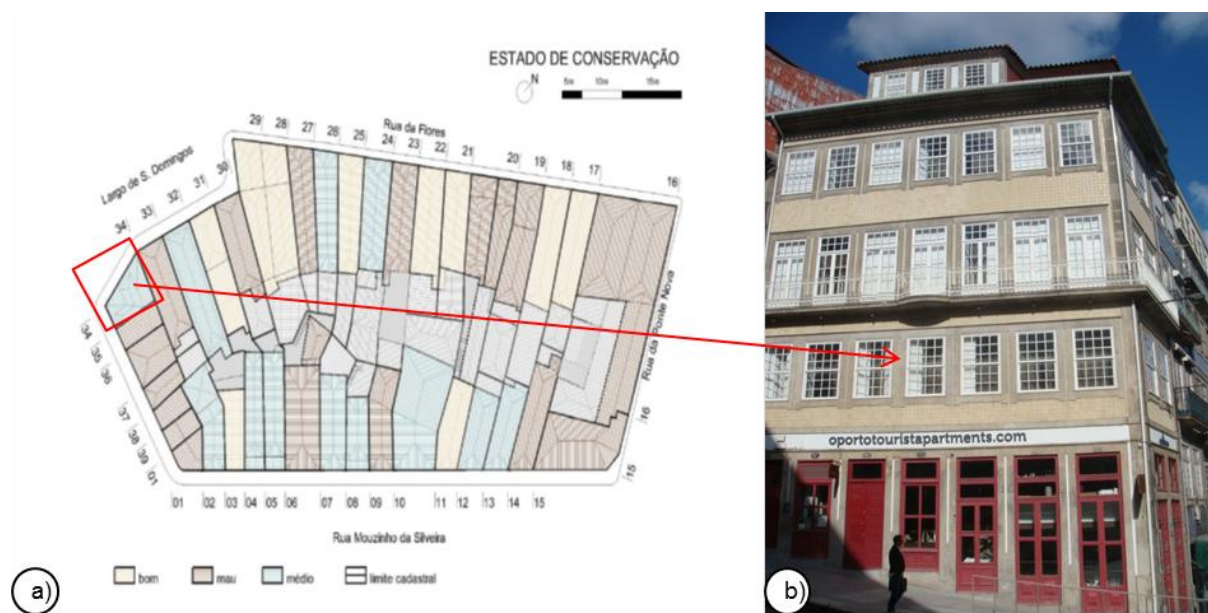 ESTADO DE CONSERVAÇÃO
N
5m 10m 15m
Rua da Flores
29 28 27 26 25 24 23 22 21 20 19 18 17 16
Largo de S. Domingos
34 33 32 31 30
34 35 36 37 38 39 01
Rua da Ponte Nova
16
15
01 02 03 04 05 06 07 08 09 10 11 12 13 14 15
Rua Mouzinho da Silveira
bom mau médio limite cadastral
a)
oportotouristapartments.com
b)